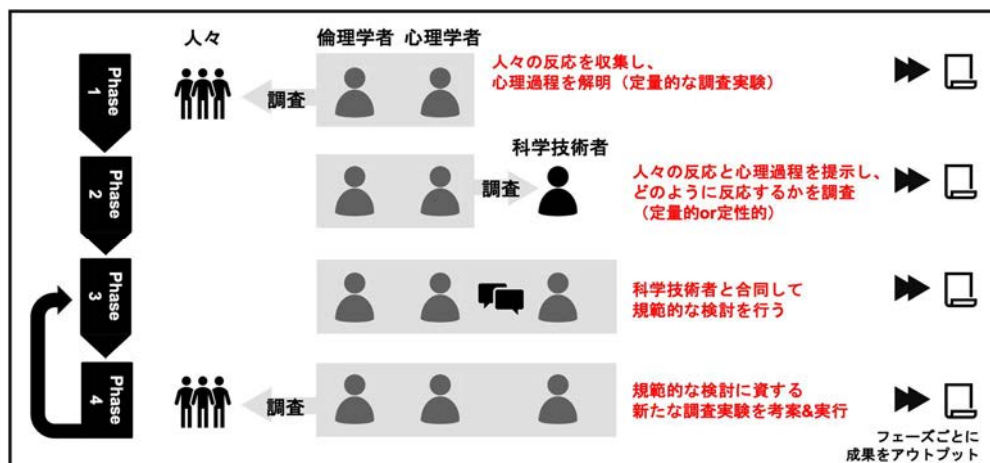 人々
倫理学者 心理学者
Phase 1
調査
人々の反応を収集し、
心理過程を解明（定量的な調査実験）
科学技術者
Phase 2
調査
人々の反応と心理過程を提示し、
どのように反応するかを調査
（定量的or定性的）
Phase 3
科学技術者と合同して
規範的な検討を行う
Phase 4
調査
規範的な検討に資する
新たな調査実験を考案&実行
フェーズごとに
成果をアウトプット